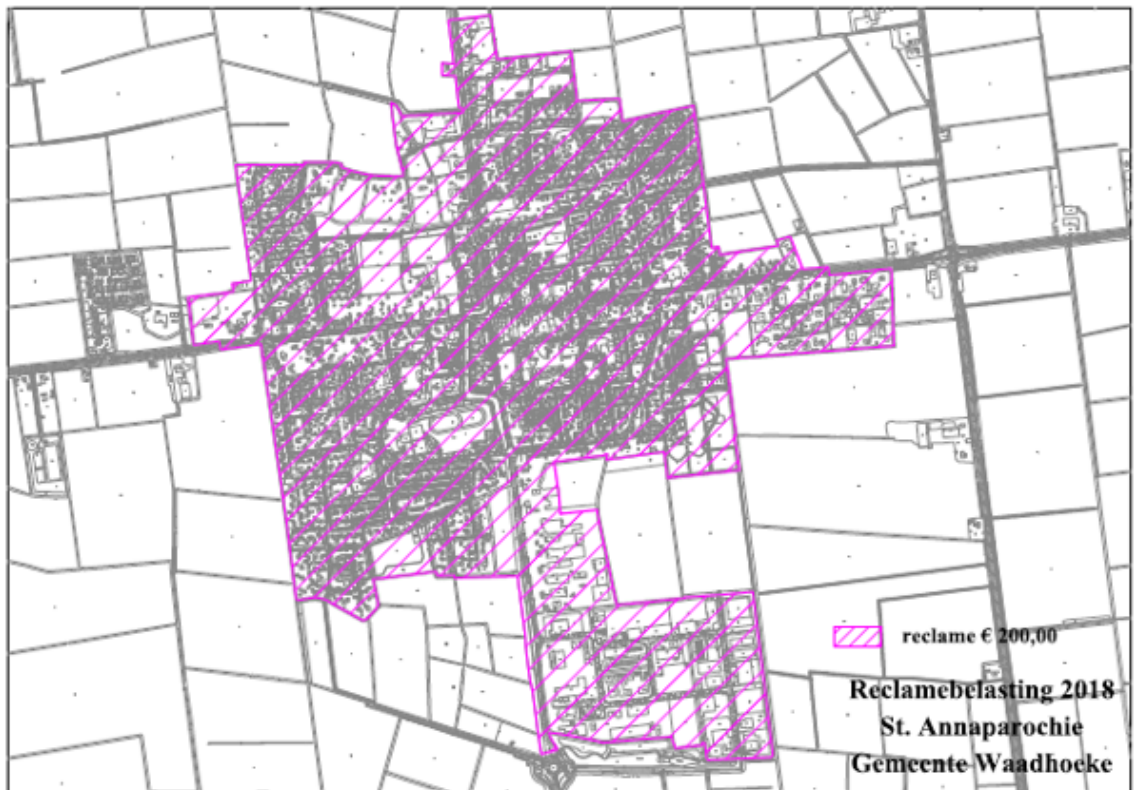 reclame € 200,00
Reclamebelasting 2018
St. Annaparochie
Gemeente Waadhoeke